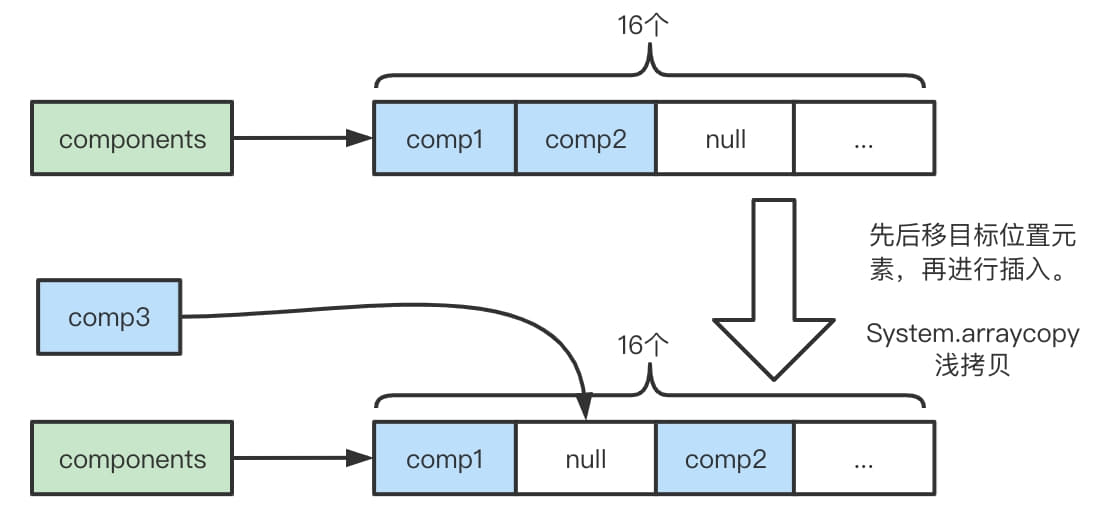 16个
components
comp1
comp2
null
...
先后移目标位置元
素，再进行插入。
comp3
System.arraycopy
浅拷贝
16个
components
comp1
null
comp2
...